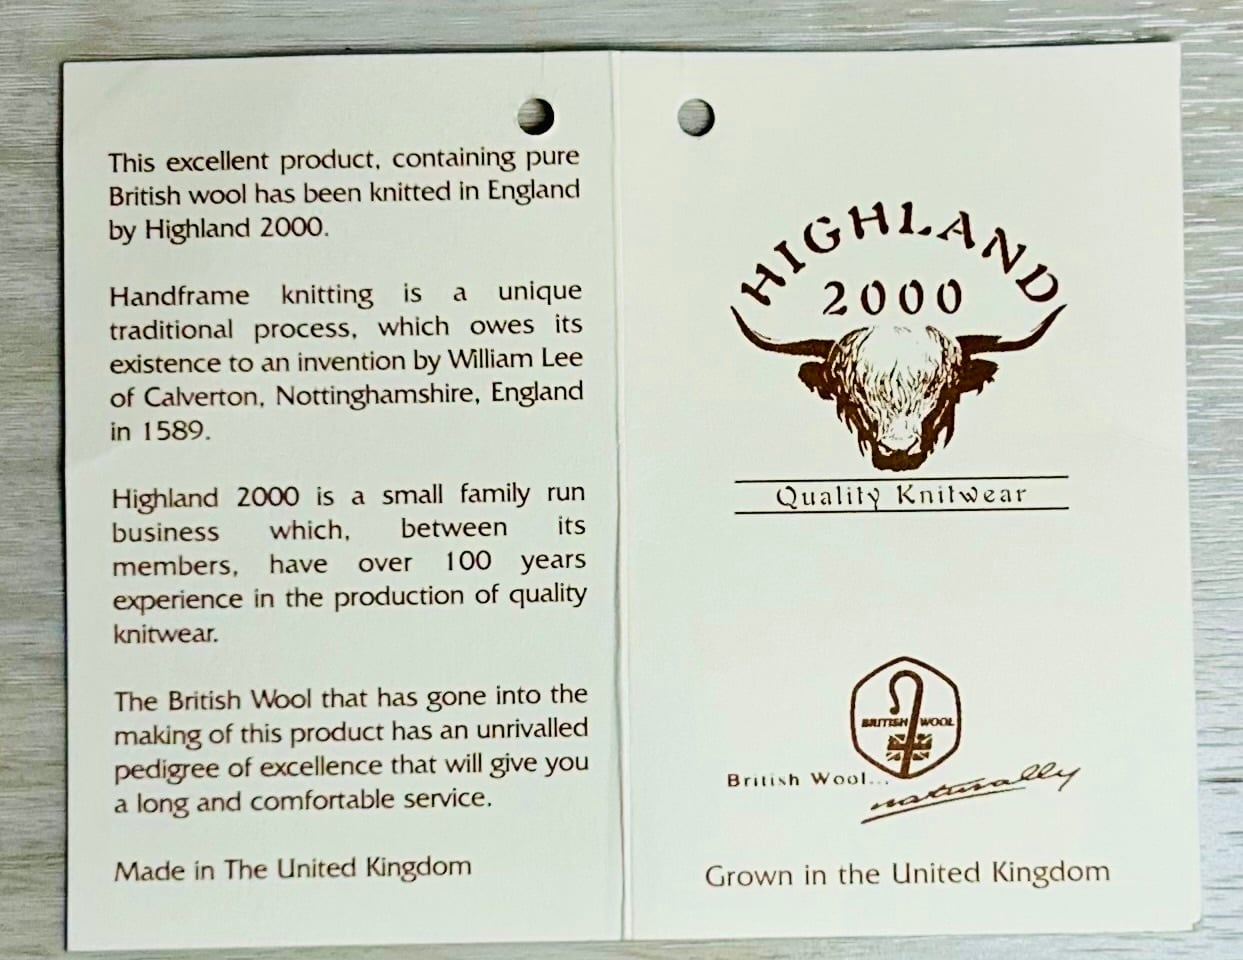 This excellent product, containing pure
British wool has been knitted in England
by Highland 2000.
Handframe knitting is a unique
traditional process, which owes its
existence to an invention by William Lee
of Calverton, Nottinghamshire, England
in 1589.
Highland 2000 is a small family run
business which, between its
members, have over 100 years
experience in the production of quality
knitwear.
The British Wool that has gone into the
making of this product has an unrivalled
pedigree of excellence that will give you
a long and comfortable service.
Made in The United Kingdom
HIGHLAND
2000
Quality Knitwear
BRITISH WOOL
British Wool...
naturally
Grown in the United Kingdom